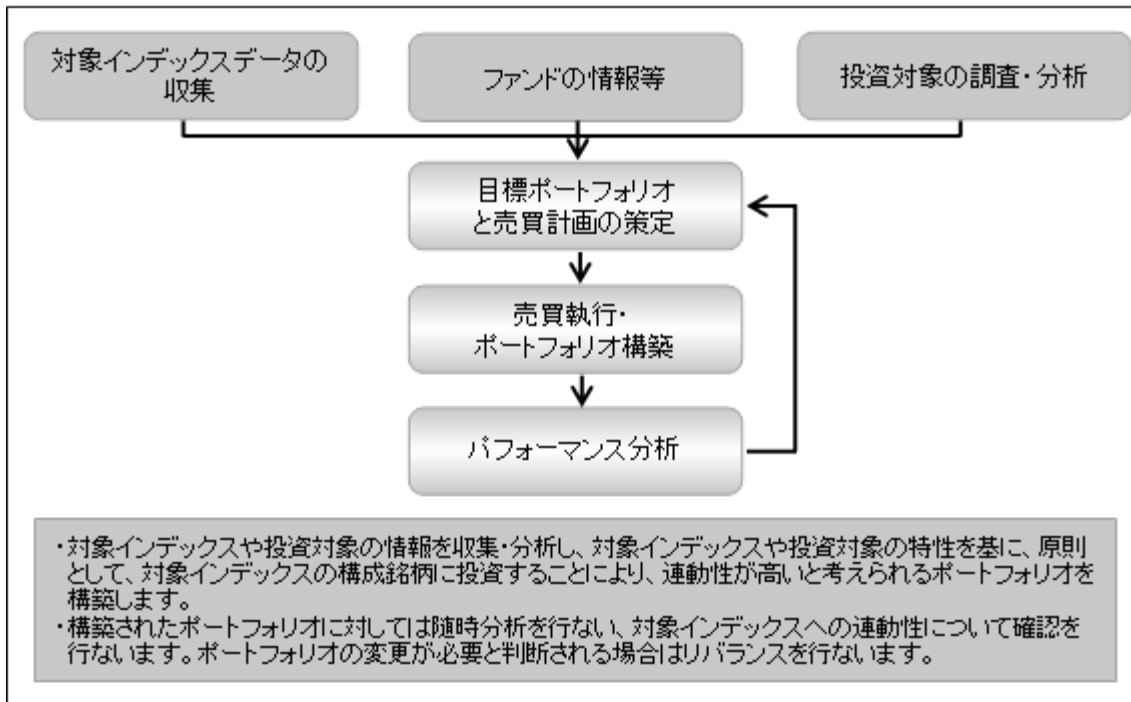 対象インデックスデータの
収集
ファンドの情報等
投資対象の調査・分析
目標ポートフォリオ
と売買計画の策定
売買執行・
ポートフォリオ構築
パフォーマンス分析
・対象インデックスや投資対象の情報を収集・分析し、対象インデックスや投資対象の特性を基に、原則
として、対象インデックスの構成銘柄に投資することにより、連動性が高いと考えられるポートフォリオを
構築します。
・構築されたポートフォリオに対しては随時分析を行ない、対象インデックスへの連動性について確認を
行ないます。ポートフォリオの変更が必要と判断される場合はリバランスを行ないます。